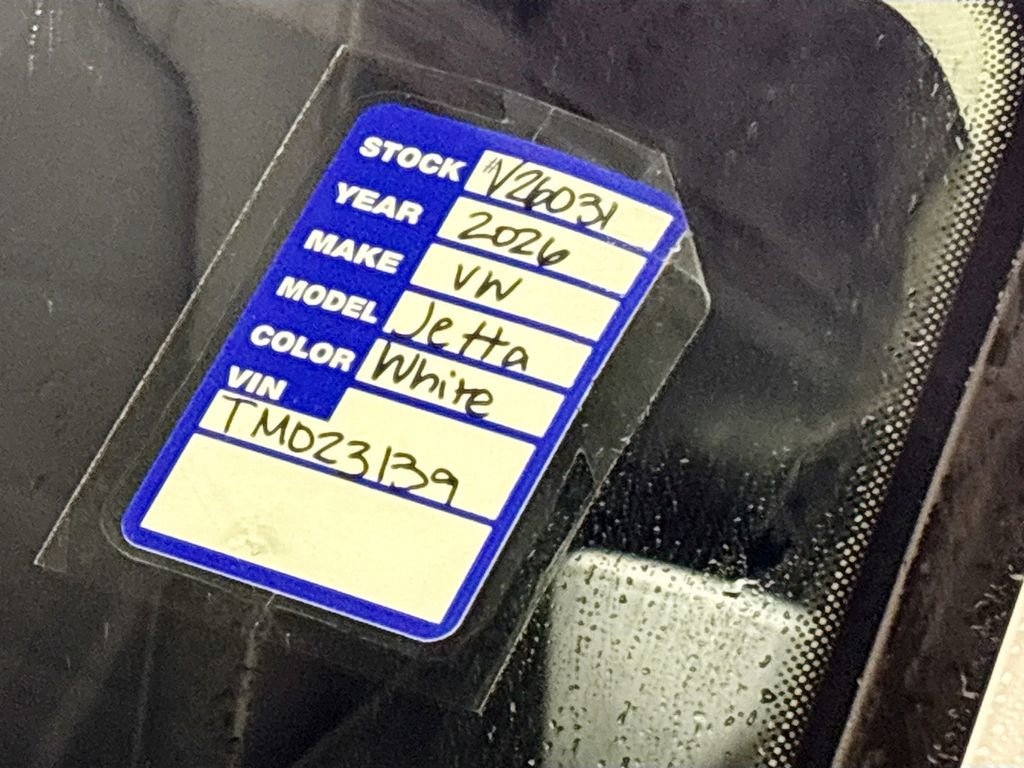 STOCK #V26031
YEAR 2026
MAKE VW
MODEL Jetta
COLOR White
VIN
TM023139